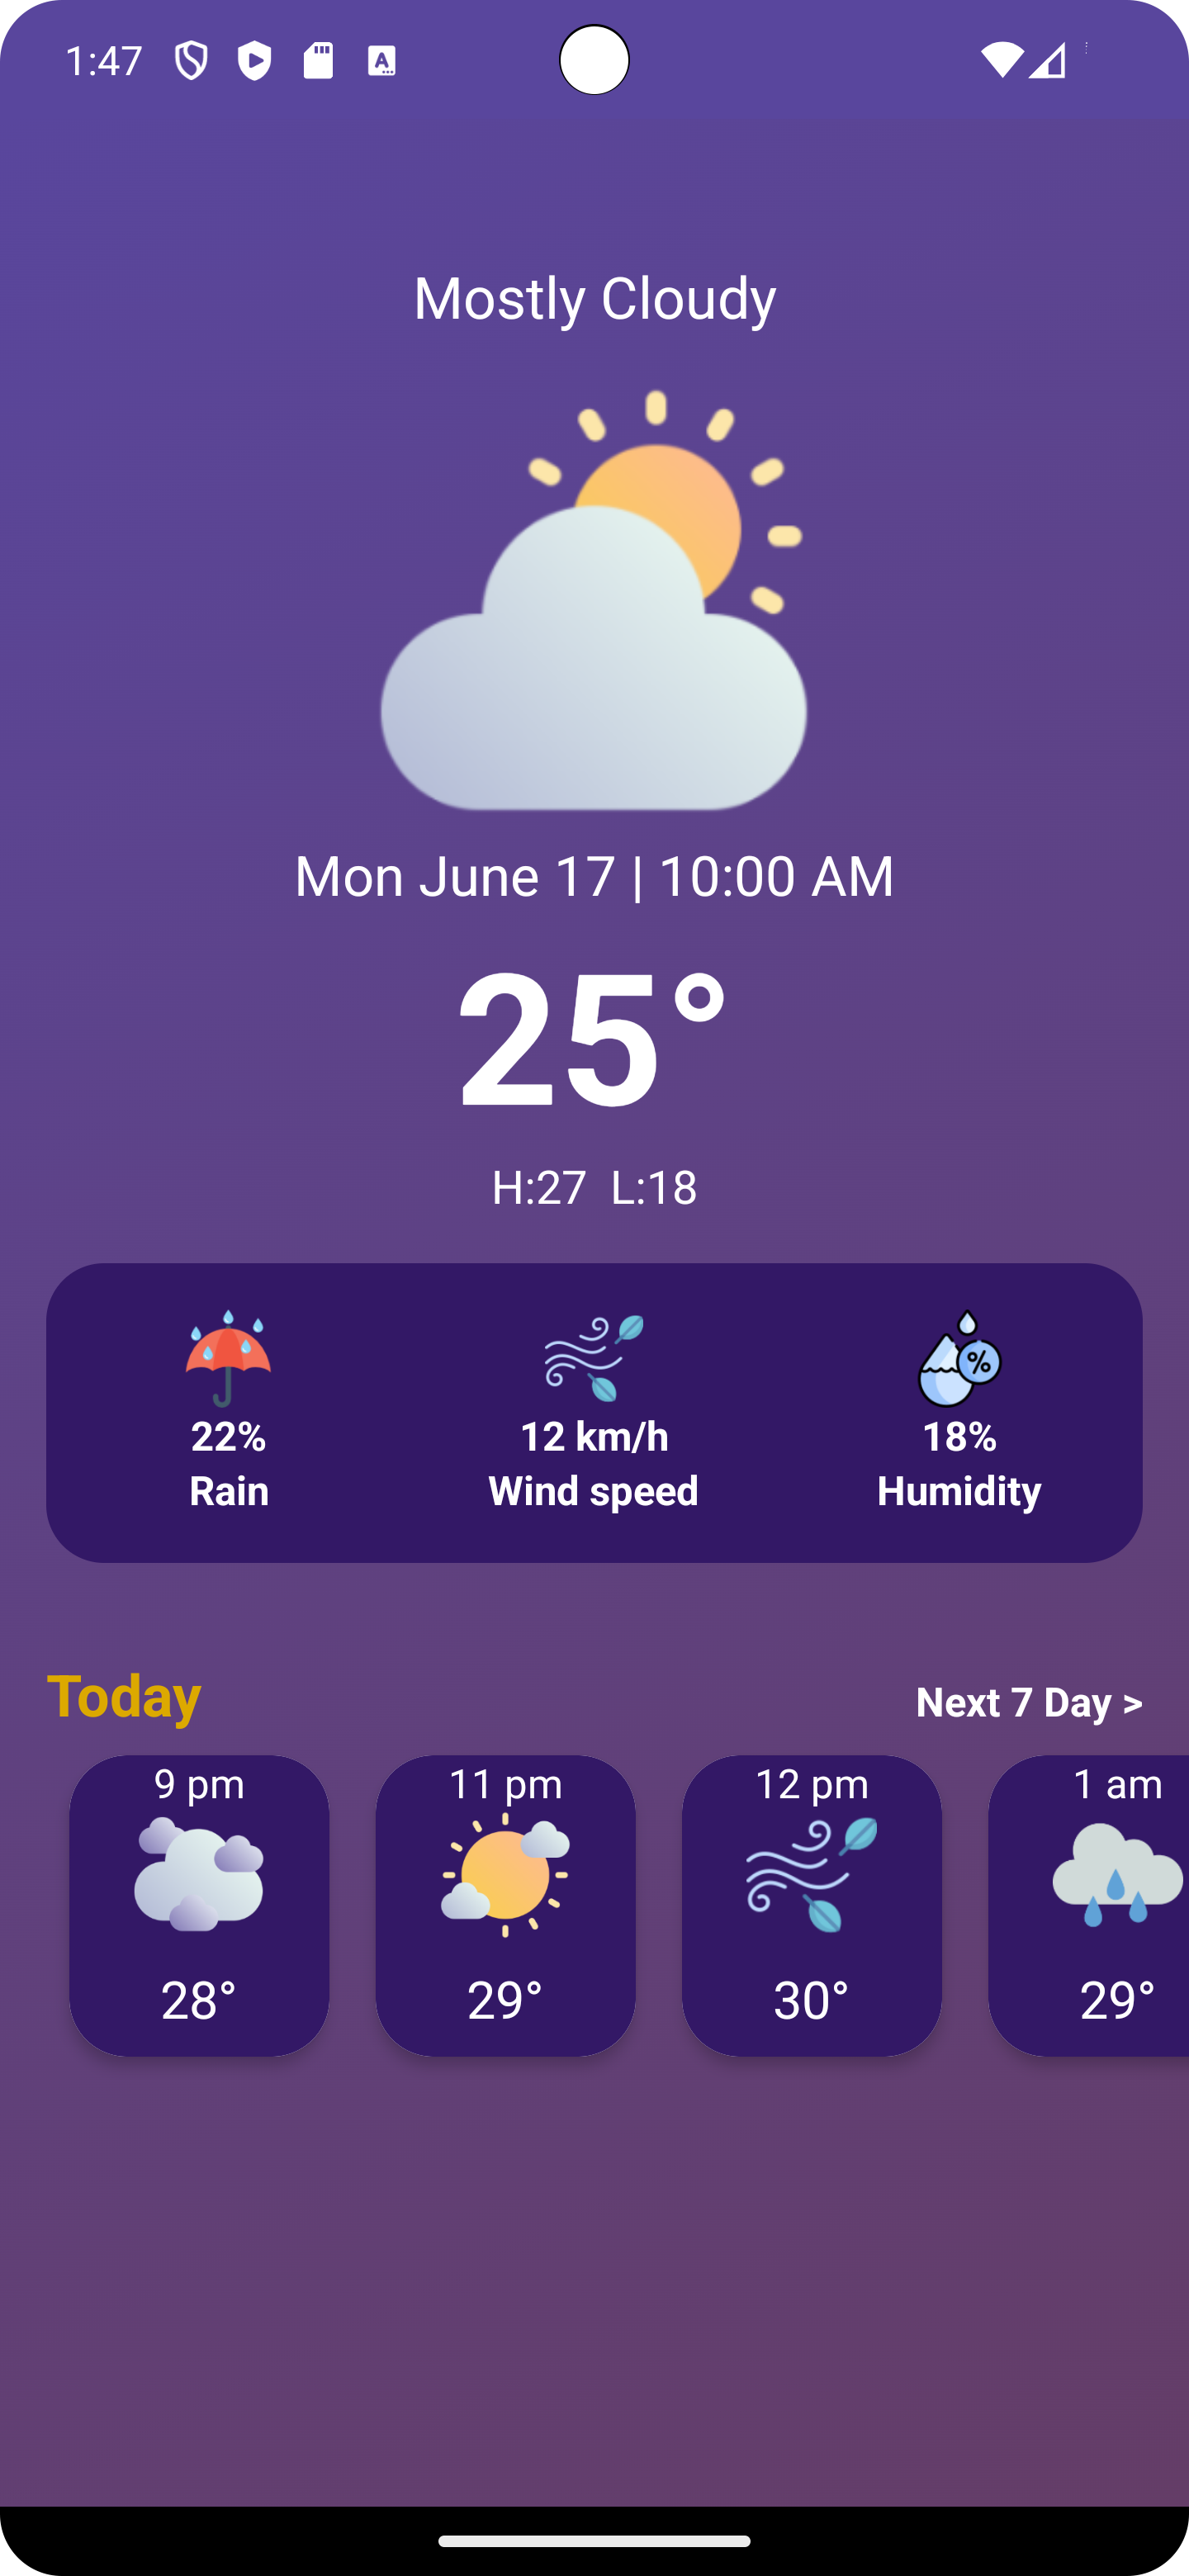 1:47
Mostly Cloudy
Mon June 17 | 10:00 AM
25°
H:27 L:18
22% 12 km/h 18%
Rain Wind speed Humidity
Today Next 7 Day >
9 pm 11 pm 12 pm 1 am
28° 29° 30° 29°